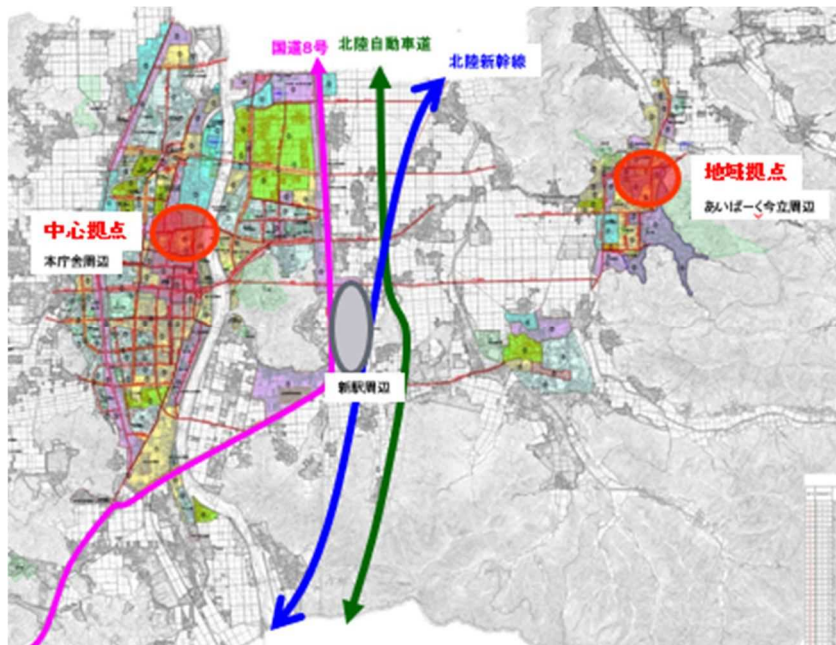 国道8号
北陸自動車道
北陸新幹線
中心拠点
本庁舎周辺
地域拠点
あいぱーく今立周辺
新駅周辺